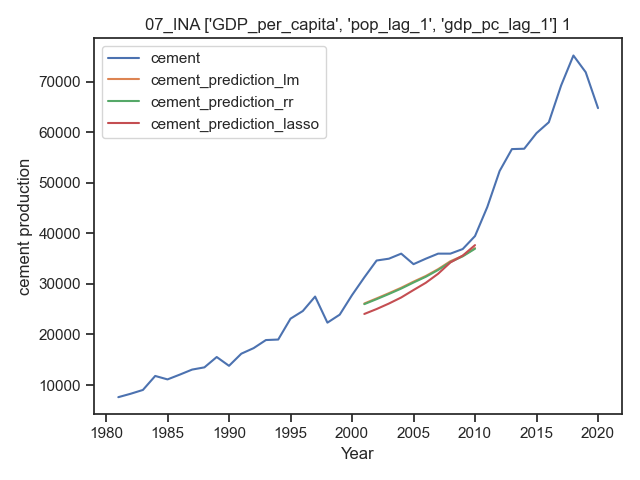 07_INA ['GDP_per_capita', 'pop_lag_1', 'gdp_pc_lag_1'] 1
cement
cement_prediction_lm
cement_prediction_rr
cement_prediction_lasso
cement production
70000
60000
50000
40000
30000
20000
10000
1980 1985 1990 1995 2000 2005 2010 2015 2020
Year